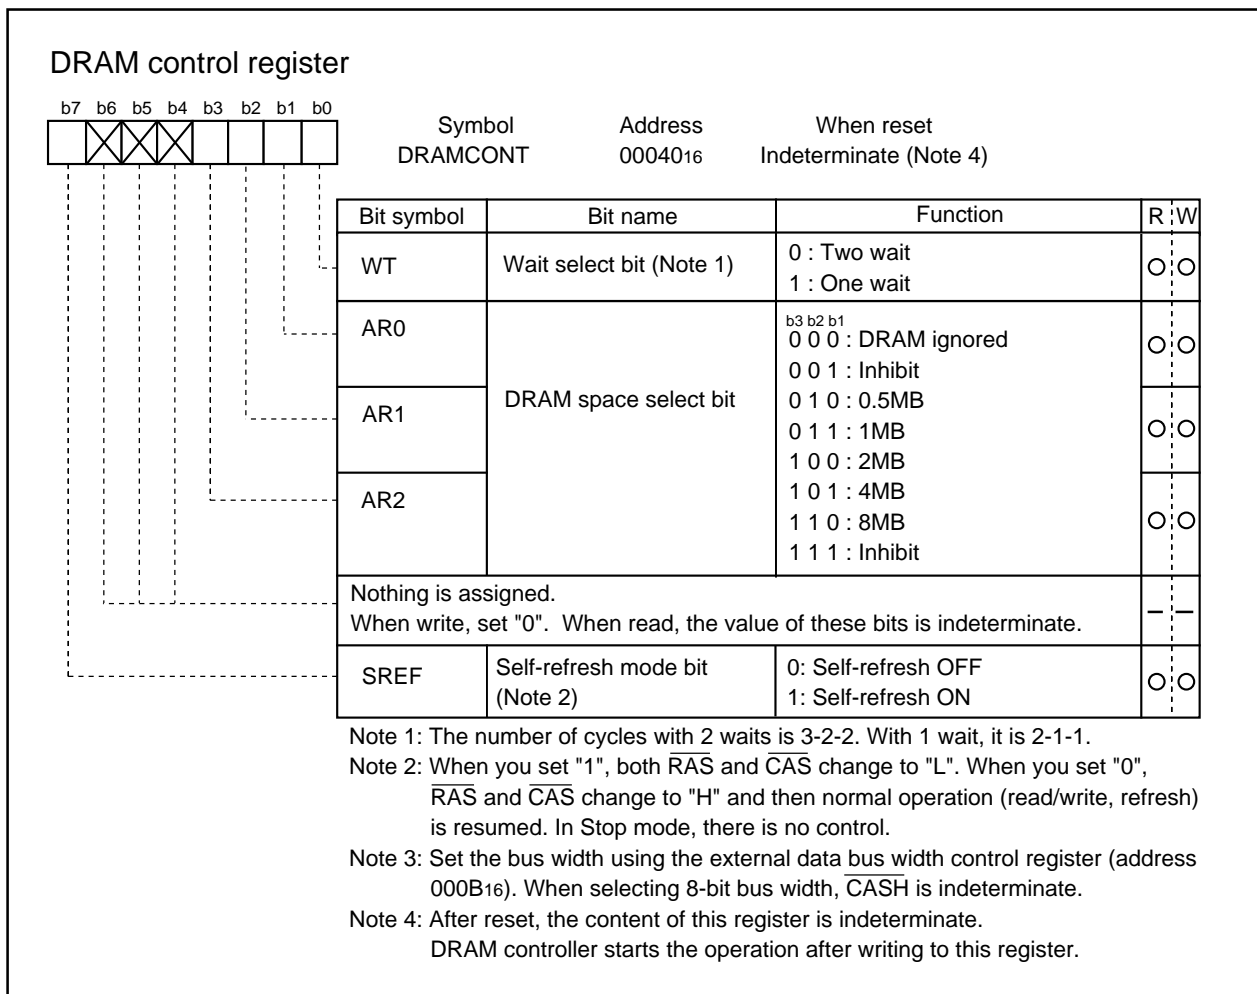 DRAM control register
b7 b6 b5 b4 b3 b2 b1 b0
Symbol Address When reset
DRAMCONT 0004016 Indeterminate (Note 4)
Bit symbol Bit name Function R W
WT Wait select bit (Note 1) 0 : Two wait
1 : One wait
AR0 b3 b2 b1
0 0 0 : DRAM ignored
0 0 1 : Inhibit
AR1 DRAM space select bit 0 1 0 : 0.5MB
0 1 1 : 1MB
1 0 0 : 2MB
AR2 1 0 1 : 4MB
1 1 0 : 8MB
1 1 1 : Inhibit
Nothing is assigned.
When write, set "0". When read, the value of these bits is indeterminate.
SREF Self-refresh mode bit 0: Self-refresh OFF
(Note 2) 1: Self-refresh ON
Note 1: The number of cycles with 2 waits is 3-2-2. With 1 wait, it is 2-1-1.
Note 2: When you set "1", both RAS and CAS change to "L". When you set "0",
RAS and CAS change to "H" and then normal operation (read/write, refresh)
is resumed. In Stop mode, there is no control.
Note 3: Set the bus width using the external data bus width control register (address
000B16). When selecting 8-bit bus width, CASH is indeterminate.
Note 4: After reset, the content of this register is indeterminate.
DRAM controller starts the operation after writing to this register.